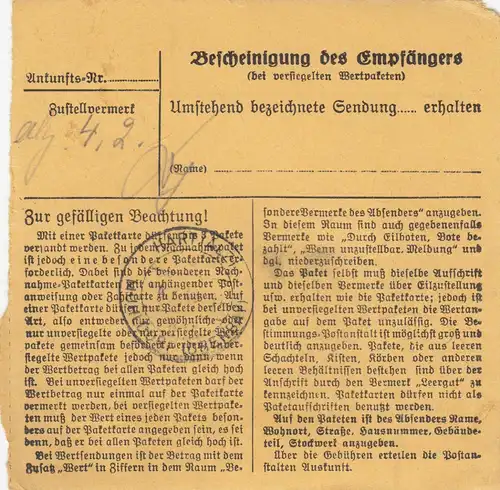 Ankunfts-Nr.
Zustellvermerk
4. 2.
Bescheinigung des Empfängers
(bei versiegelten Wertpaketen)
Umstehend bezeichnete Sendung...... erhalten
(Name)
Zur gefälligen Beachtung!
Mit einer Paketkarte dürfen bis 3 Pakete
versandt werden. Zu jedem Nachnahmepaket
ist jedoch eine besondere Paketkarte er-
forderlich. Dabei sind die besonderen Nach-
nahme-Paketkarten mit anhängender Post-
anweisung oder Zahlkarte zu benutzen. Auf
einer Paketkarte dürfen nur Pakete derselben
Art, alle entweder gewöhnliche oder
nur unversiegelte oder nur versiegelte Wert-
pakete gemeinsam befördert werden, unver-
siegelte Wertpakete jedoch nur dann, wenn
der Wertbetrag bei allen Paketen gleich hoch
ist. Bei unversiegelten Wertpaketen darf der
Wertbetrag nur einmal auf der Paketkarte
vermerkt werden, bei versiegelten Wertpake-
ten muß der Wert eines jeden Pakets beson-
ders auf der Paketkarte angegeben sein, es sei
denn, daß er bei allen Paketen gleich hoch ist.
Bei Wertsendungen ist der Betrag mit dem
Zusatz „Wert“ in Ziffern in dem Raum „Be-
sondere Vermerke des Absenders“ anzugeben.
In diesem Raum sind auch gegebenenfalls
Vermerke wie „Durch Eilboten, Bote be-
zahlt“, „Wenn unzustellbar, Meldung“ und
dgl. niederzuschreiben.
Das Paket selbst muß dieselbe Aufschrift
und dieselben Vermerke über Eilzustellung
usw. erhalten wie die Paketkarte; jedoch ist
bei unversiegelten Wertpaketen die Wertan-
gabe auf dem Paket unzulässig. Die Be-
stimmungs-Postanstalt ist möglichst groß und
deutlich anzugeben. Pakete, die aus leeren
Schachteln, Kisten, Körben oder anderen
leeren Behältnissen bestehen sind über der
Anschrift durch den Vermerk „Leergut“ zu
kennzeichnen. Paketkarten dürfen nicht als
Paketaufschriften benutzt werden.
Auf den Paketen ist des Absenders Name,
Wohnort, Straße, Hausnummer, Gebäude-
teil, Stockwerk anzugeben.
Über die Gebühren erteilen die Postan-
stalten Auskunft.